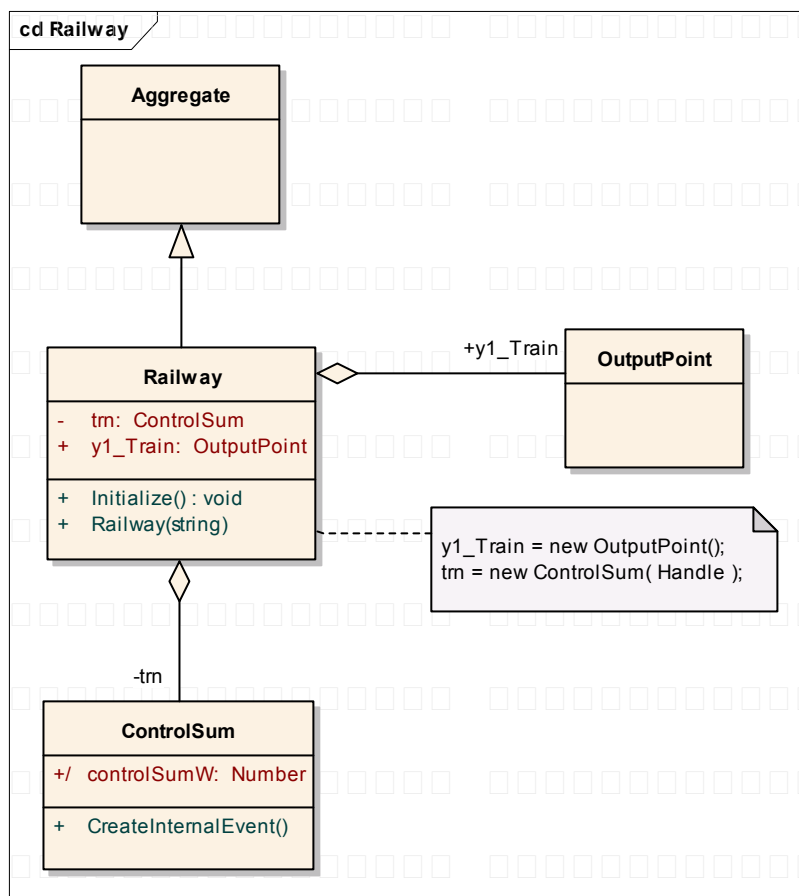 cd Railway
Aggregate
+y1_Train
OutputPoint
Railway
- trn: ControlSum
+ y1_Train: OutputPoint
+ Initialize() : void
+ Railway(string)
y1_Train = new OutputPoint();
trn = new ControlSum( Handle );
-trn
ControlSum
+/ controlSumW: Number
+ CreateInternalEvent()